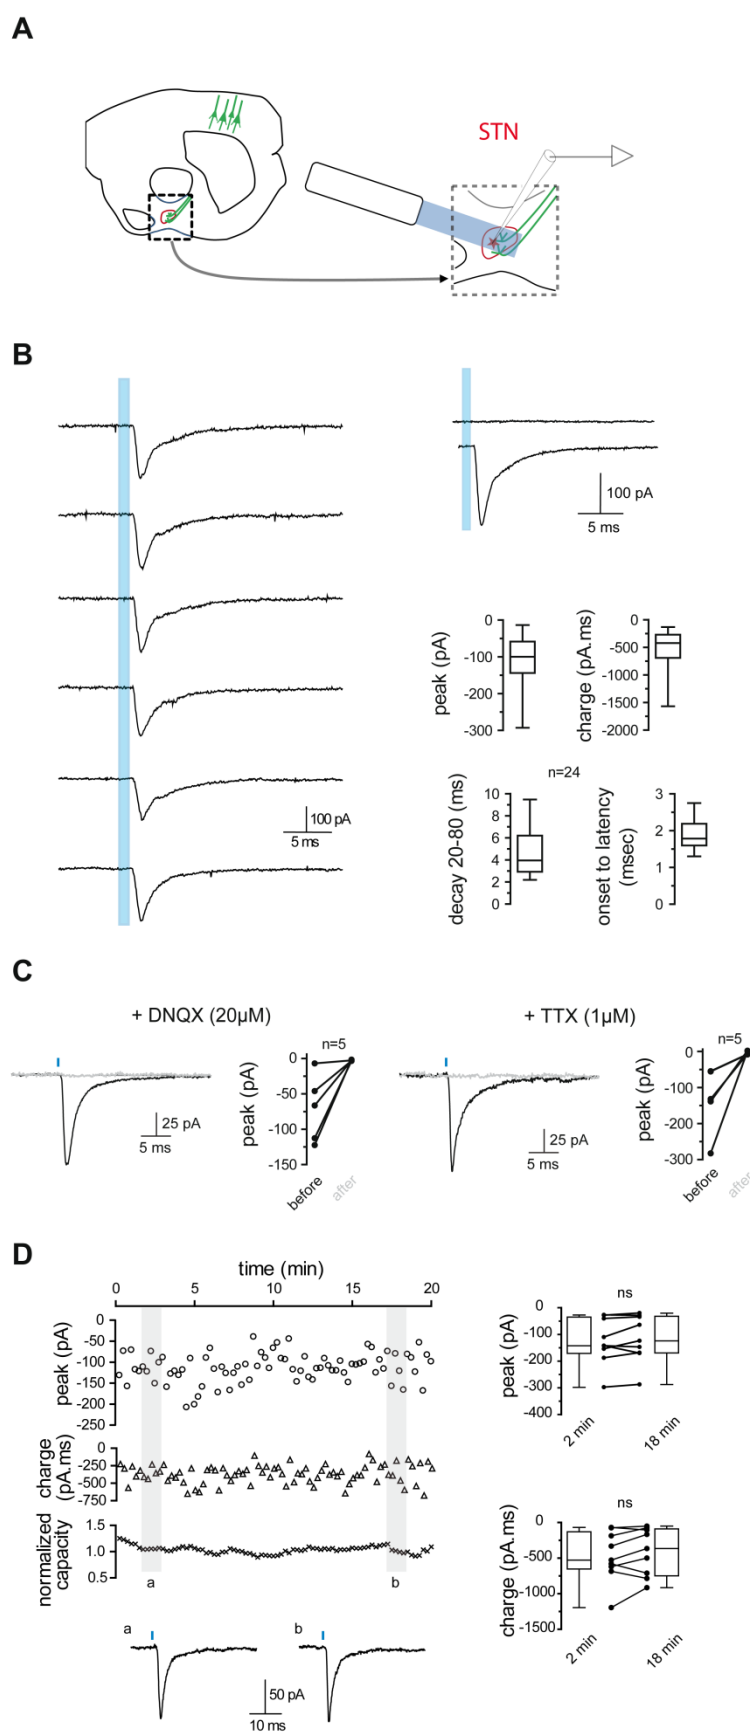 A
STN
B
100 pA
5 ms
0
-100
-200
-300
peak (pA)
0
-500
-1000
-1500
-2000
charge (pA.ms)
n=24
100 pA
5 ms
10
8
6
4
2
0
decay 20-80 (ms)
3
2
1
0
onset to latency
(msec)
C
+ DNQX (20µM)
+ TTX (1µM)
25 pA
5 ms
n=5
0
-50
-100
-150
peak (pA)
before
after
25 pA
5 ms
n=5
0
-100
-200
-300
peak (pA)
before
after
D
time (min)
0
5
10
15
20
0
-50
-100
-150
-200
-250
peak (pA)
0
-250
-500
-750
charge
(pA.ms)
1.5
1.0
0.5
normalized
capacity
a
b
ns
0
-100
-200
-300
-400
peak (pA)
2 min
18 min
ns
0
-500
-1000
-1500
charge (pA.ms)
2 min
18 min
a
b
50 pA
10 ms